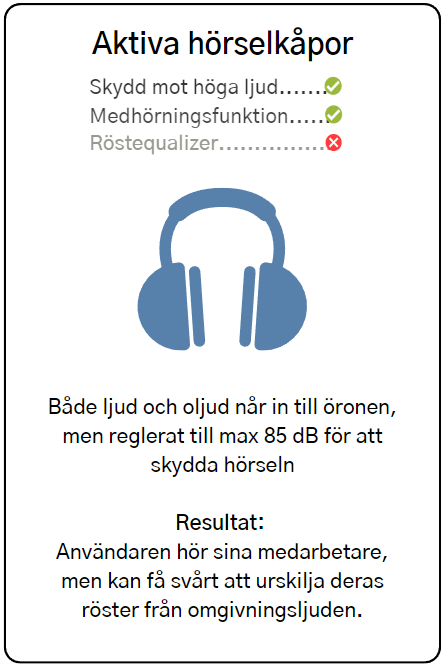 Aktiva hörselkåpor
Skydd mot höga ljud.......
Medhörningsfunktion......
Röstequalizer................
Både ljud och oljud når in till öronen,
men reglerat till max 85 dB för att
skydda hörseln
Resultat:
Användaren hör sina medarbetare,
men kan få svårt att urskilja deras
röster från omgivningsljuden.